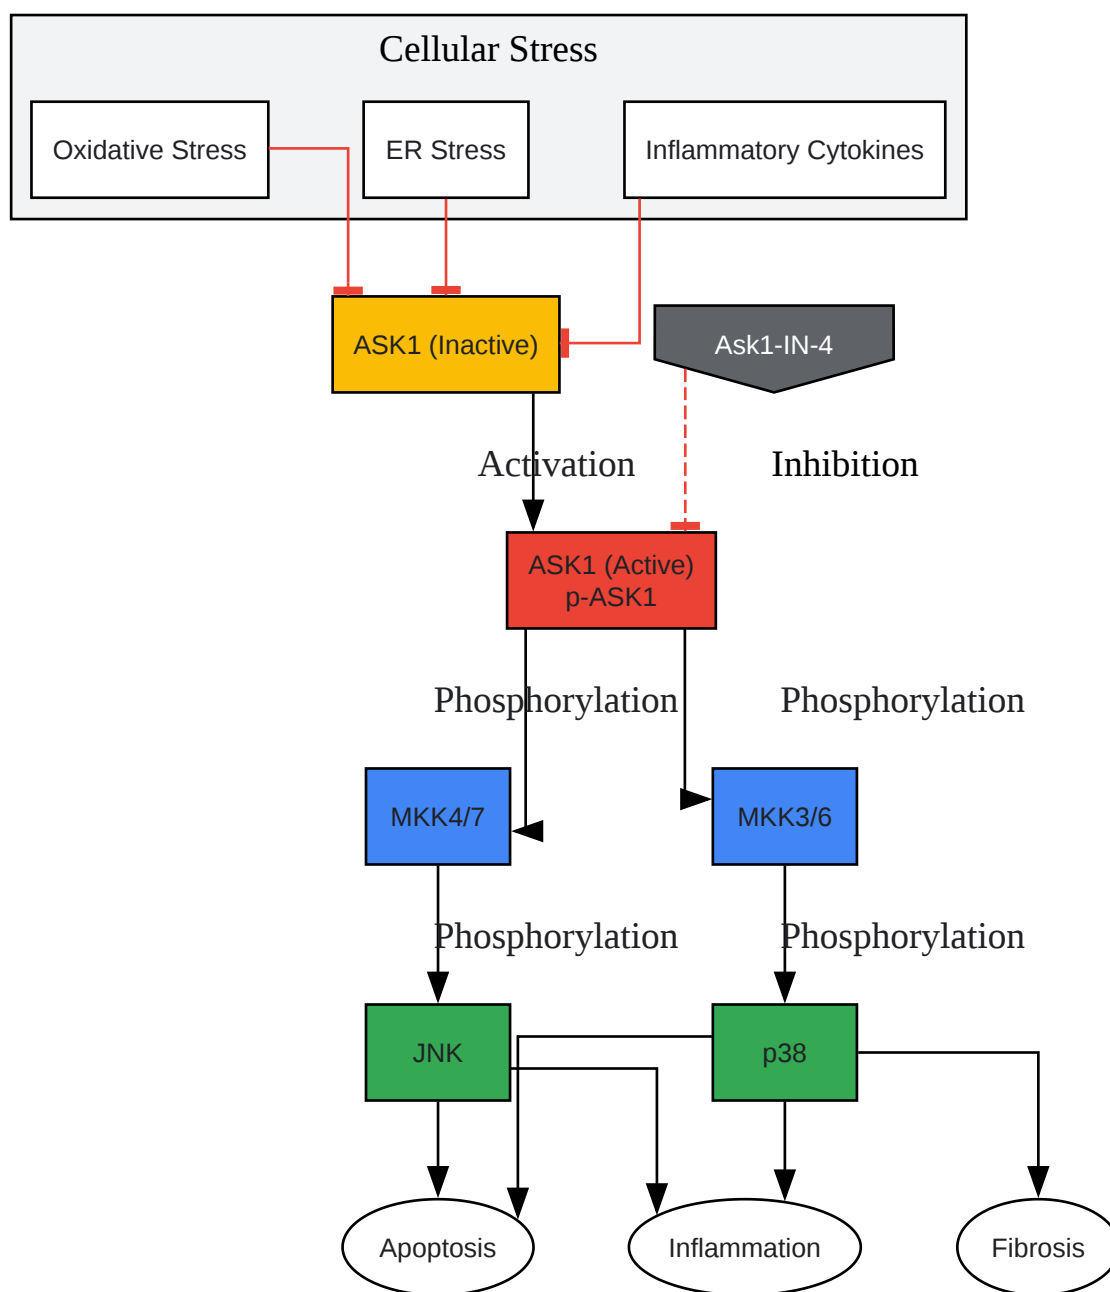 Cellular Stress
Oxidative Stress
ER Stress
Inflammatory Cytokines
ASK1 (Inactive)
Ask1-IN-4
Activation
Inhibition
ASK1 (Active)
p-ASK1
Phosphorylation
Phosphorylation
MKK4/7
MKK3/6
Phosphorylation
Phosphorylation
JNK
p38
Apoptosis
Inflammation
Fibrosis